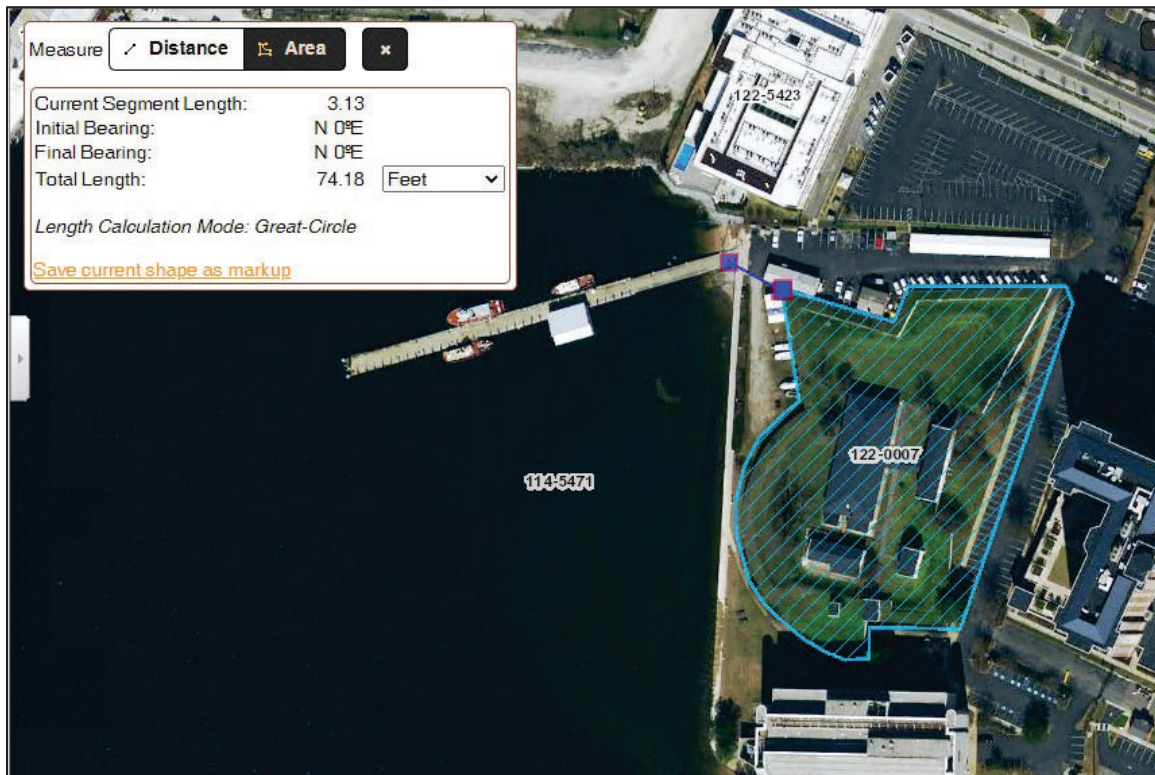 Measure Distance Area ×
Current Segment Length: 3.13
Initial Bearing: N 0ºE
Final Bearing: N 0ºE
Total Length: 74.18 Feet
Length Calculation Mode: Great-Circle
Save current shape as markup
122-5423
122-0007
114-5471